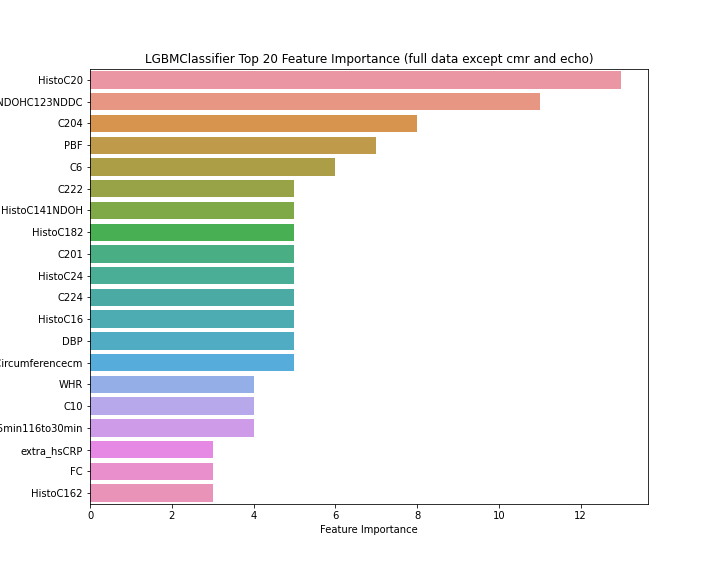 LGBMClassifier Top 20 Feature Importance (full data except cmr and echo)
HistoC20
NDOHC123NDDC
C204
PBF
C6
C222
HistoC141NDOH
HistoC182
C201
HistoC24
C224
HistoC16
DBP
Circumferencecm
WHR
C10
5min116to30min
extra_hsCRP
FC
HistoC162
0 2 4 6 8 10 12
Feature Importance